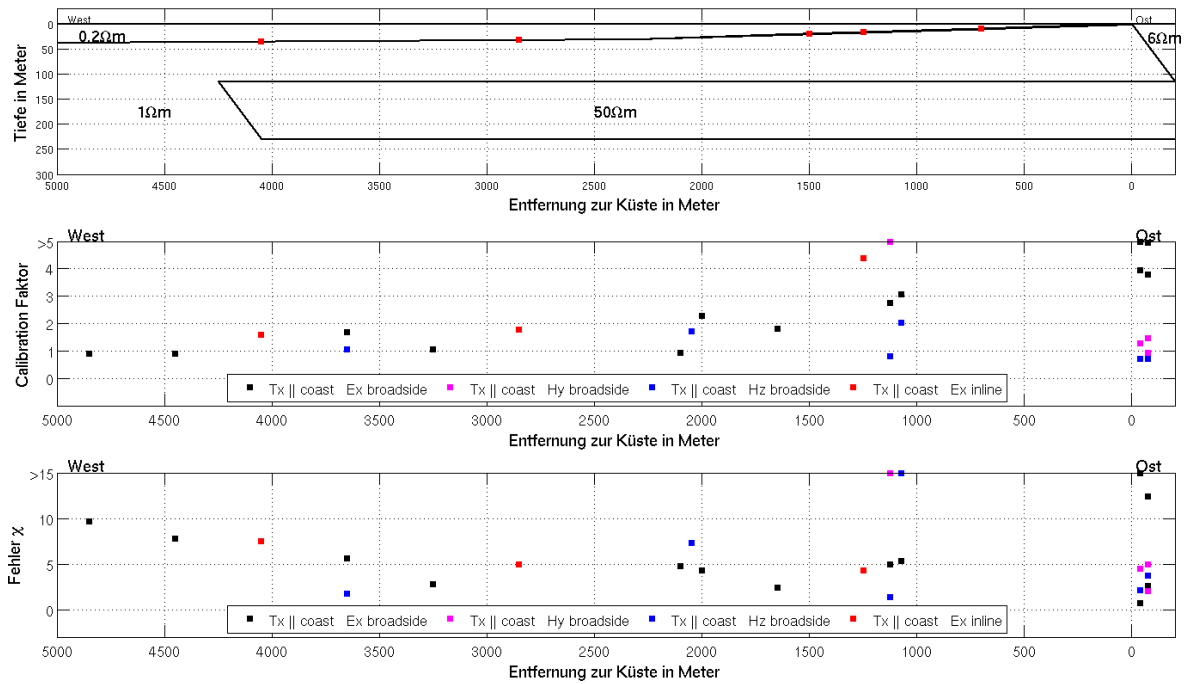 West Ost
0.2Ωm 6Ωm
1Ωm 50Ωm
Tiefe in Meter
0
50
100
150
200
250
300
5000 4500 4000 3500 3000 2500 2000 1500 1000 500 0
Entfernung zur Küste in Meter
West Ost
Calibration Faktor
>5
4
3
2
1
0
Tx || coast Ex broadside Tx || coast Hy broadside Tx || coast Hz broadside Tx || coast Ex inline
5000 4500 4000 3500 3000 2500 2000 1500 1000 500 0
Entfernung zur Küste in Meter
West Ost
Fehler χ
>15
10
5
0
Tx || coast Ex broadside Tx || coast Hy broadside Tx || coast Hz broadside Tx || coast Ex inline
5000 4500 4000 3500 3000 2500 2000 1500 1000 500 0
Entfernung zur Küste in Meter